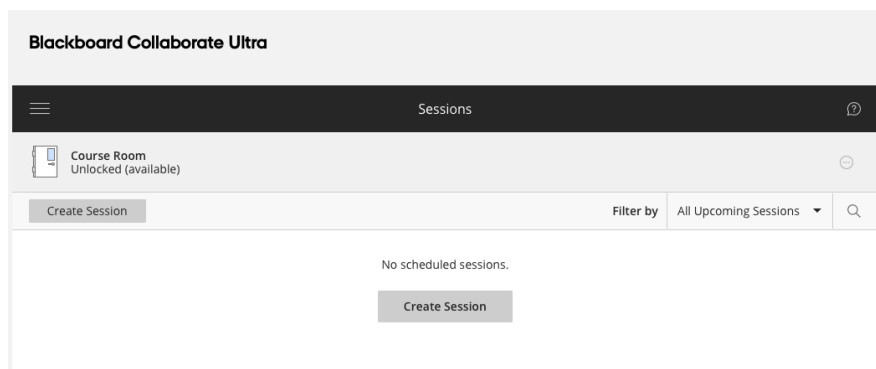 Blackboard Collaborate Ultra
Sessions
Course Room
Unlocked (available)
Create Session
Filter by
All Upcoming Sessions
No scheduled sessions.
Create Session